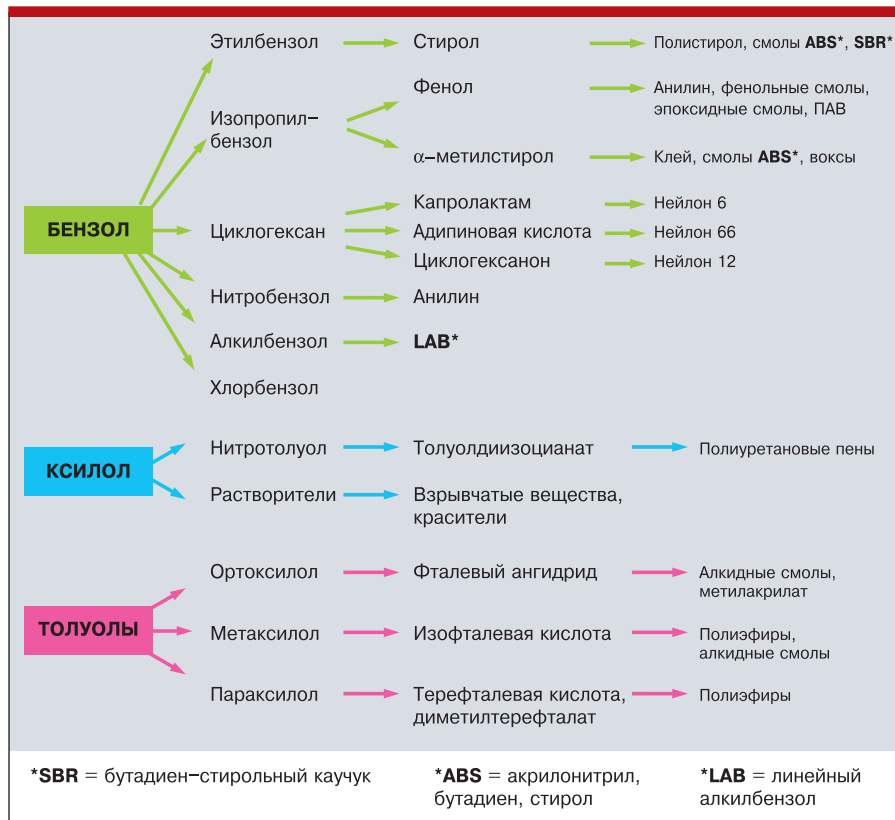 Этилбензол
Стирол
Полистирол, смолы ABS*, SBR*
Изопропил-
бензол
Фенол
Анилин, фенольные смолы,
эпоксидные смолы, ПАВ
α-метилстирол
Клей, смолы ABS*, воксы
БЕНЗОЛ
Циклогексан
Капролактам
Нейлон 6
Адипиновая кислота
Нейлон 66
Циклогексанон
Нейлон 12
Нитробензол
Анилин
Алкилбензол
LAB*
Хлорбензол
КСИЛОЛ
Нитротолуол
Толуолдиизоцианат
Полиуретановые пены
Растворители
Взрывчатые вещества,
красители
ТОЛУОЛЫ
Ортоксилол
Фталевый ангидрид
Алкидные смолы,
метилакрилат
Метаксилол
Изофталевая кислота
Полиэфиры,
алкидные смолы
Параксилол
Терефталевая кислота,
диметилтерефталат
Полиэфиры
*SBR = бутадиен-стирольный каучук
*ABS = акрилонитрил,
бутадиен, стирол
*LAB = линейный
алкилбензол